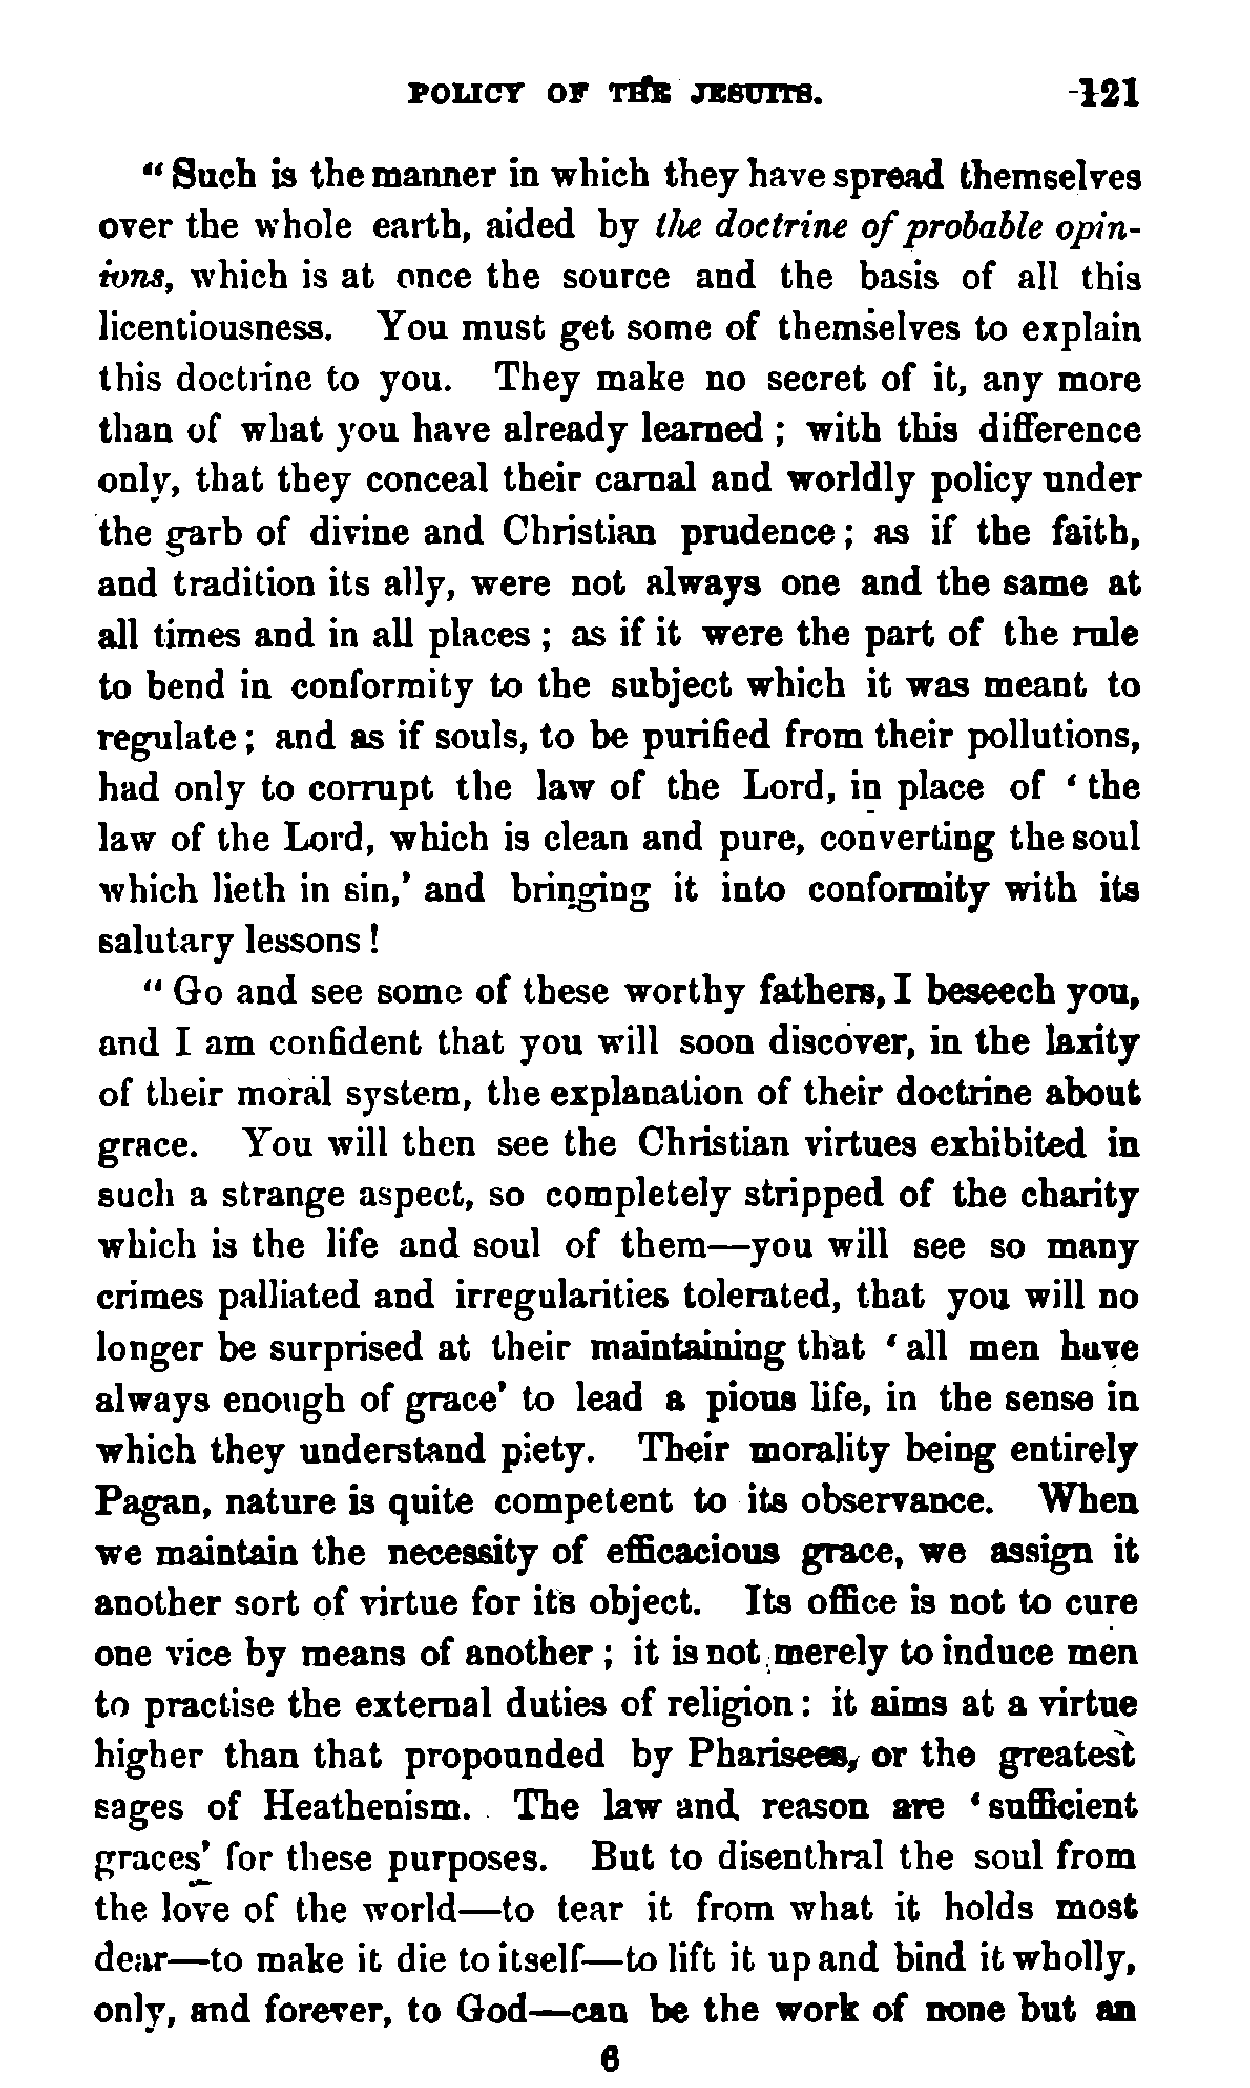 POLICY OF THE JESUITS. 121
“ Such is the manner in which they have spread themselves
over the whole earth, aided by the doctrine of probable opin-
ions, which is at once the source and the basis of all this
licentiousness. You must get some of themselves to explain
this doctrine to you. They make no secret of it, any more
than of what you have already learned ; with this difference
only, that they conceal their carnal and worldly policy under
the garb of divine and Christian prudence ; as if the faith,
and tradition its ally, were not always one and the same at
all times and in all places ; as if it were the part of the rule
to bend in conformity to the subject which it was meant to
regulate ; and as if souls, to be purified from their pollutions,
had only to corrupt the law of the Lord, in place of ‘ the
law of the Lord, which is clean and pure, converting the soul
which lieth in sin,’ and bringing it into conformity with its
salutary lessons !
“ Go and see some of these worthy fathers, I beseech you,
and I am confident that you will soon discover, in the laxity
of their moral system, the explanation of their doctrine about
grace. You will then see the Christian virtues exhibited in
such a strange aspect, so completely stripped of the charity
which is the life and soul of them—you will see so many
crimes palliated and irregularities tolerated, that you will no
longer be surprised at their maintaining that ‘ all men have
always enough of grace’ to lead a pious life, in the sense in
which they understand piety. Their morality being entirely
Pagan, nature is quite competent to its observance. When
we maintain the necessity of efficacious grace, we assign it
another sort of virtue for its object. Its office is not to cure
one vice by means of another ; it is not merely to induce men
to practise the external duties of religion : it aims at a virtue
higher than that propounded by Pharisees, or the greatest
sages of Heathenism. The law and reason are ‘ sufficient
graces’ for these purposes. But to disenthral the soul from
the love of the world—to tear it from what it holds most
dear—to make it die to itself—to lift it up and bind it wholly,
only, and forever, to God—can be the work of none but an
6